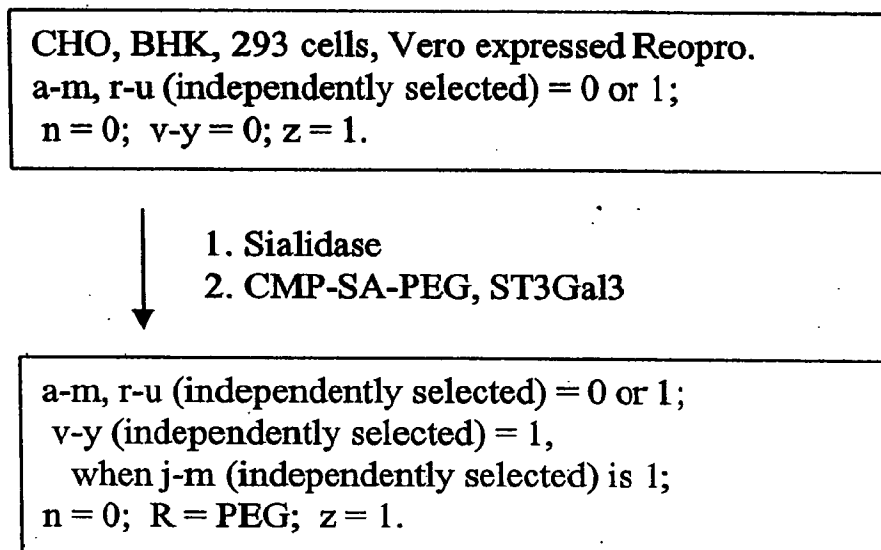 CHO, BHK, 293 cells, Vero expressed Reopro.
a-m, r-u (independently selected) = 0 or 1;
n = 0; v-y = 0; z = 1.
1. Sialidase
2. CMP-SA-PEG, ST3Gal3
a-m, r-u (independently selected) = 0 or 1;
v-y (independently selected) = 1,
when j-m (independently selected) is 1;
n = 0; R = PEG; z = 1.